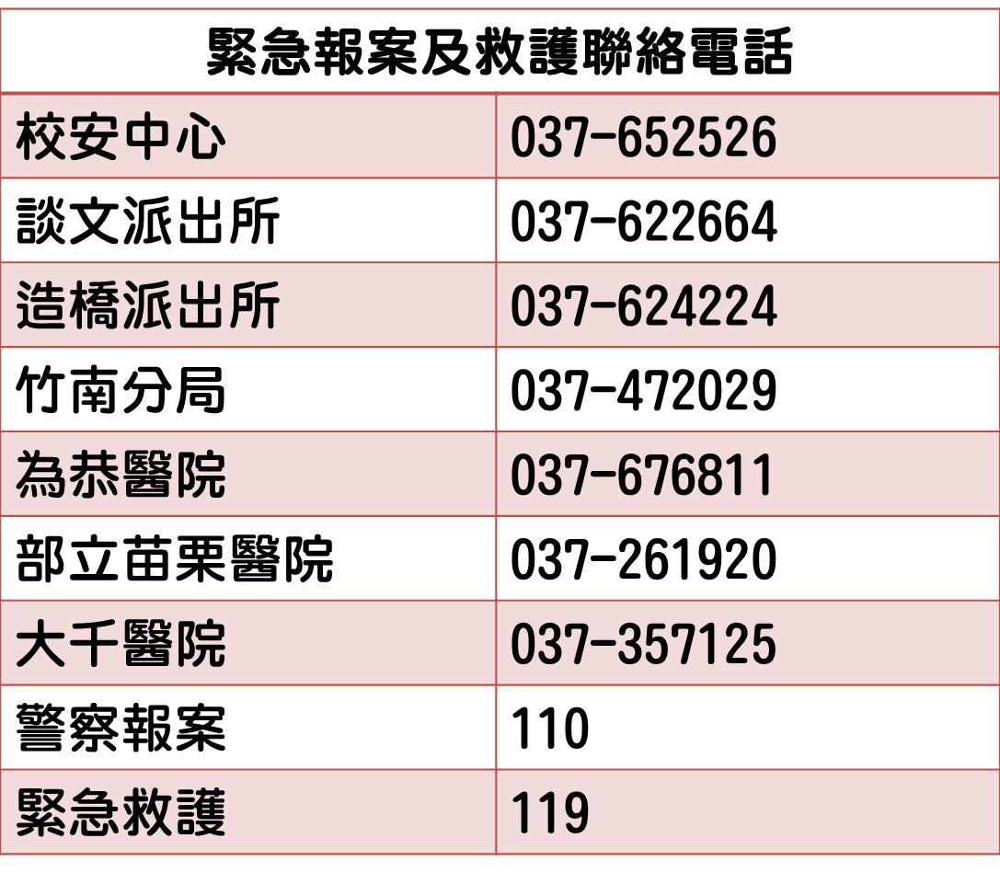 緊急報案及救護聯絡電話
校安中心 037-652526
談文派出所 037-622664
造橋派出所 037-624224
竹南分局 037-472029
為恭醫院 037-676811
部立苗栗醫院 037-261920
大千醫院 037-357125
警察報案 110
緊急救護 119